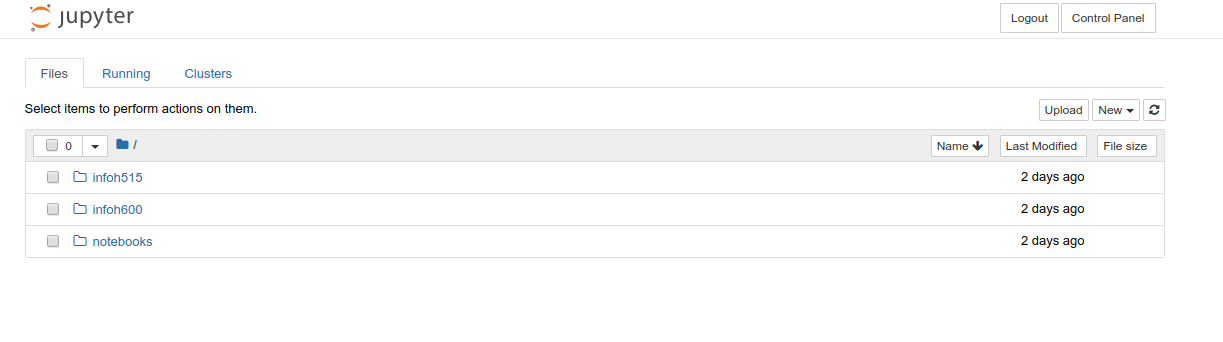 jupyter
Logout Control Panel
Files Running Clusters
Select items to perform actions on them.
Upload New
0 / Name Last Modified File size
infoh515 2 days ago
infoh600 2 days ago
notebooks 2 days ago